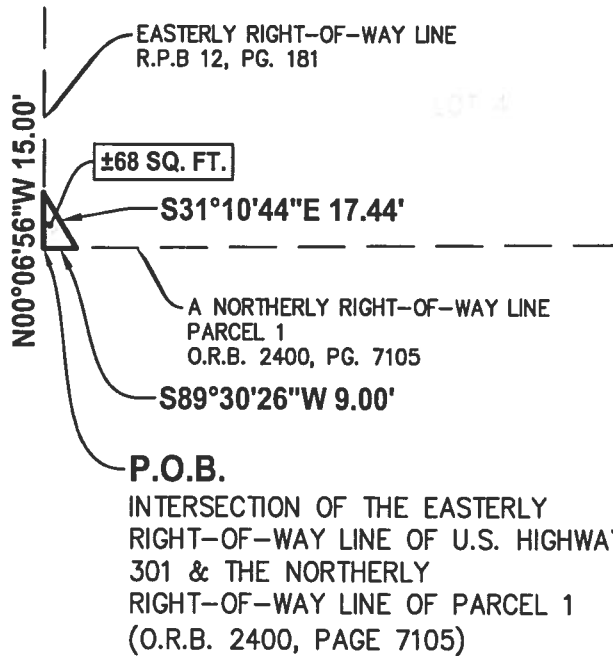 EASTERLY RIGHT-OF-WAY LINE
R.P.B 12, PG. 181
N00°06'56"W 15.00'
±68 SQ. FT.
S31°10'44"E 17.44'
A NORTHERLY RIGHT-OF-WAY LINE
PARCEL 1
O.R.B. 2400, PG. 7105
S89°30'26"W 9.00'
P.O.B.
INTERSECTION OF THE EASTERLY
RIGHT-OF-WAY LINE OF U.S. HIGHWAY
301 & THE NORTHERLY
RIGHT-OF-WAY LINE OF PARCEL 1
(O.R.B. 2400, PAGE 7105)